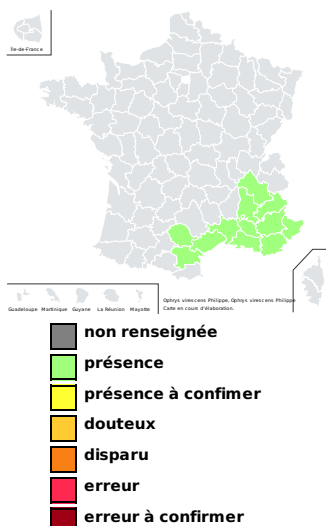 Île-de-France
Guadeloupe Martinique Guyane La Réunion Mayotte
Ophrys virescens Philippe, Ophrys virescens Philippe
Carte en cours d'élaboration.
non renseignée
présence
présence à confimer
douteux
disparu
erreur
erreur à confirmer